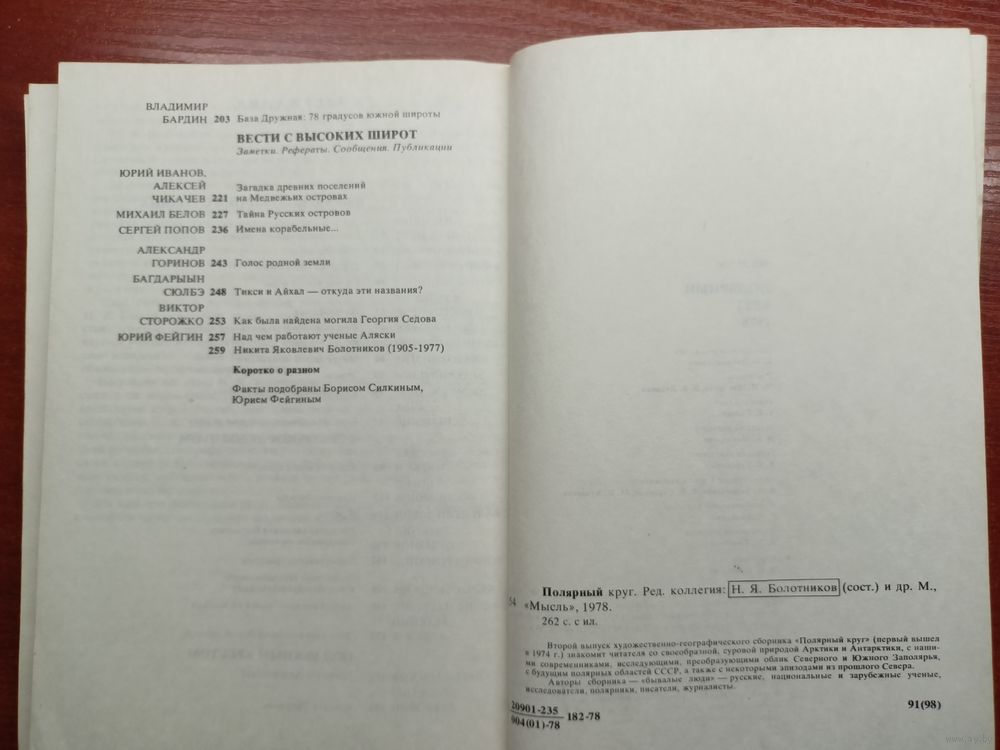 ВЛАДИМИР
БАРДИН 203 База Дружная: 78 градусов южной широты
ВЕСТИ С ВЫСОКИХ ШИРОТ
Заметки. Рефераты. Сообщения. Публикации
ЮРИЙ ИВАНОВ,
АЛЕКСЕЙ Загадка древних поселений
ЧИКАЧЕВ 221 на Медвежьих островах
МИХАИЛ БЕЛОВ 227 Тайна Русских островов
СЕРГЕЙ ПОПОВ 236 Имена корабельные...
АЛЕКСАНДР
ГОРИНОВ 243 Голос родной земли
БАГДАРЫЫН
СЮЛБЭ 248 Тикси и Айхал — откуда эти названия?
ВИКТОР
СТОРОЖКО 253 Как была найдена могила Георгия Седова
ЮРИЙ ФЕЙГИН 257 Над чем работают ученые Аляски
259 Никита Яковлевич Болотников (1905-1977)
Коротко о разном
Факты подобраны Борисом Силкиным,
Юрием Фейгиным
Полярный круг. Ред. коллегия: Н. Я. Болотников (сост.) и др. М.,
54 «Мысль», 1978.
262 с. с ил.
Второй выпуск художественно-географического сборника «Полярный круг» (первый вышел
в 1974 г.) знакомит читателя со своеобразной, суровой природой Арктики и Антарктики, с наши-
ми современниками, исследующими, преобразующими облик Северного и Южного Заполярья,
с будущим полярных областей СССР, а также с некоторыми эпизодами из прошлого Севера.
Авторы сборника — «бывалые люди» — русские, национальные и зарубежные ученые,
исследователи, полярники, писатели, журналисты.
20901-235
004(01)-78 182-78
91(98)